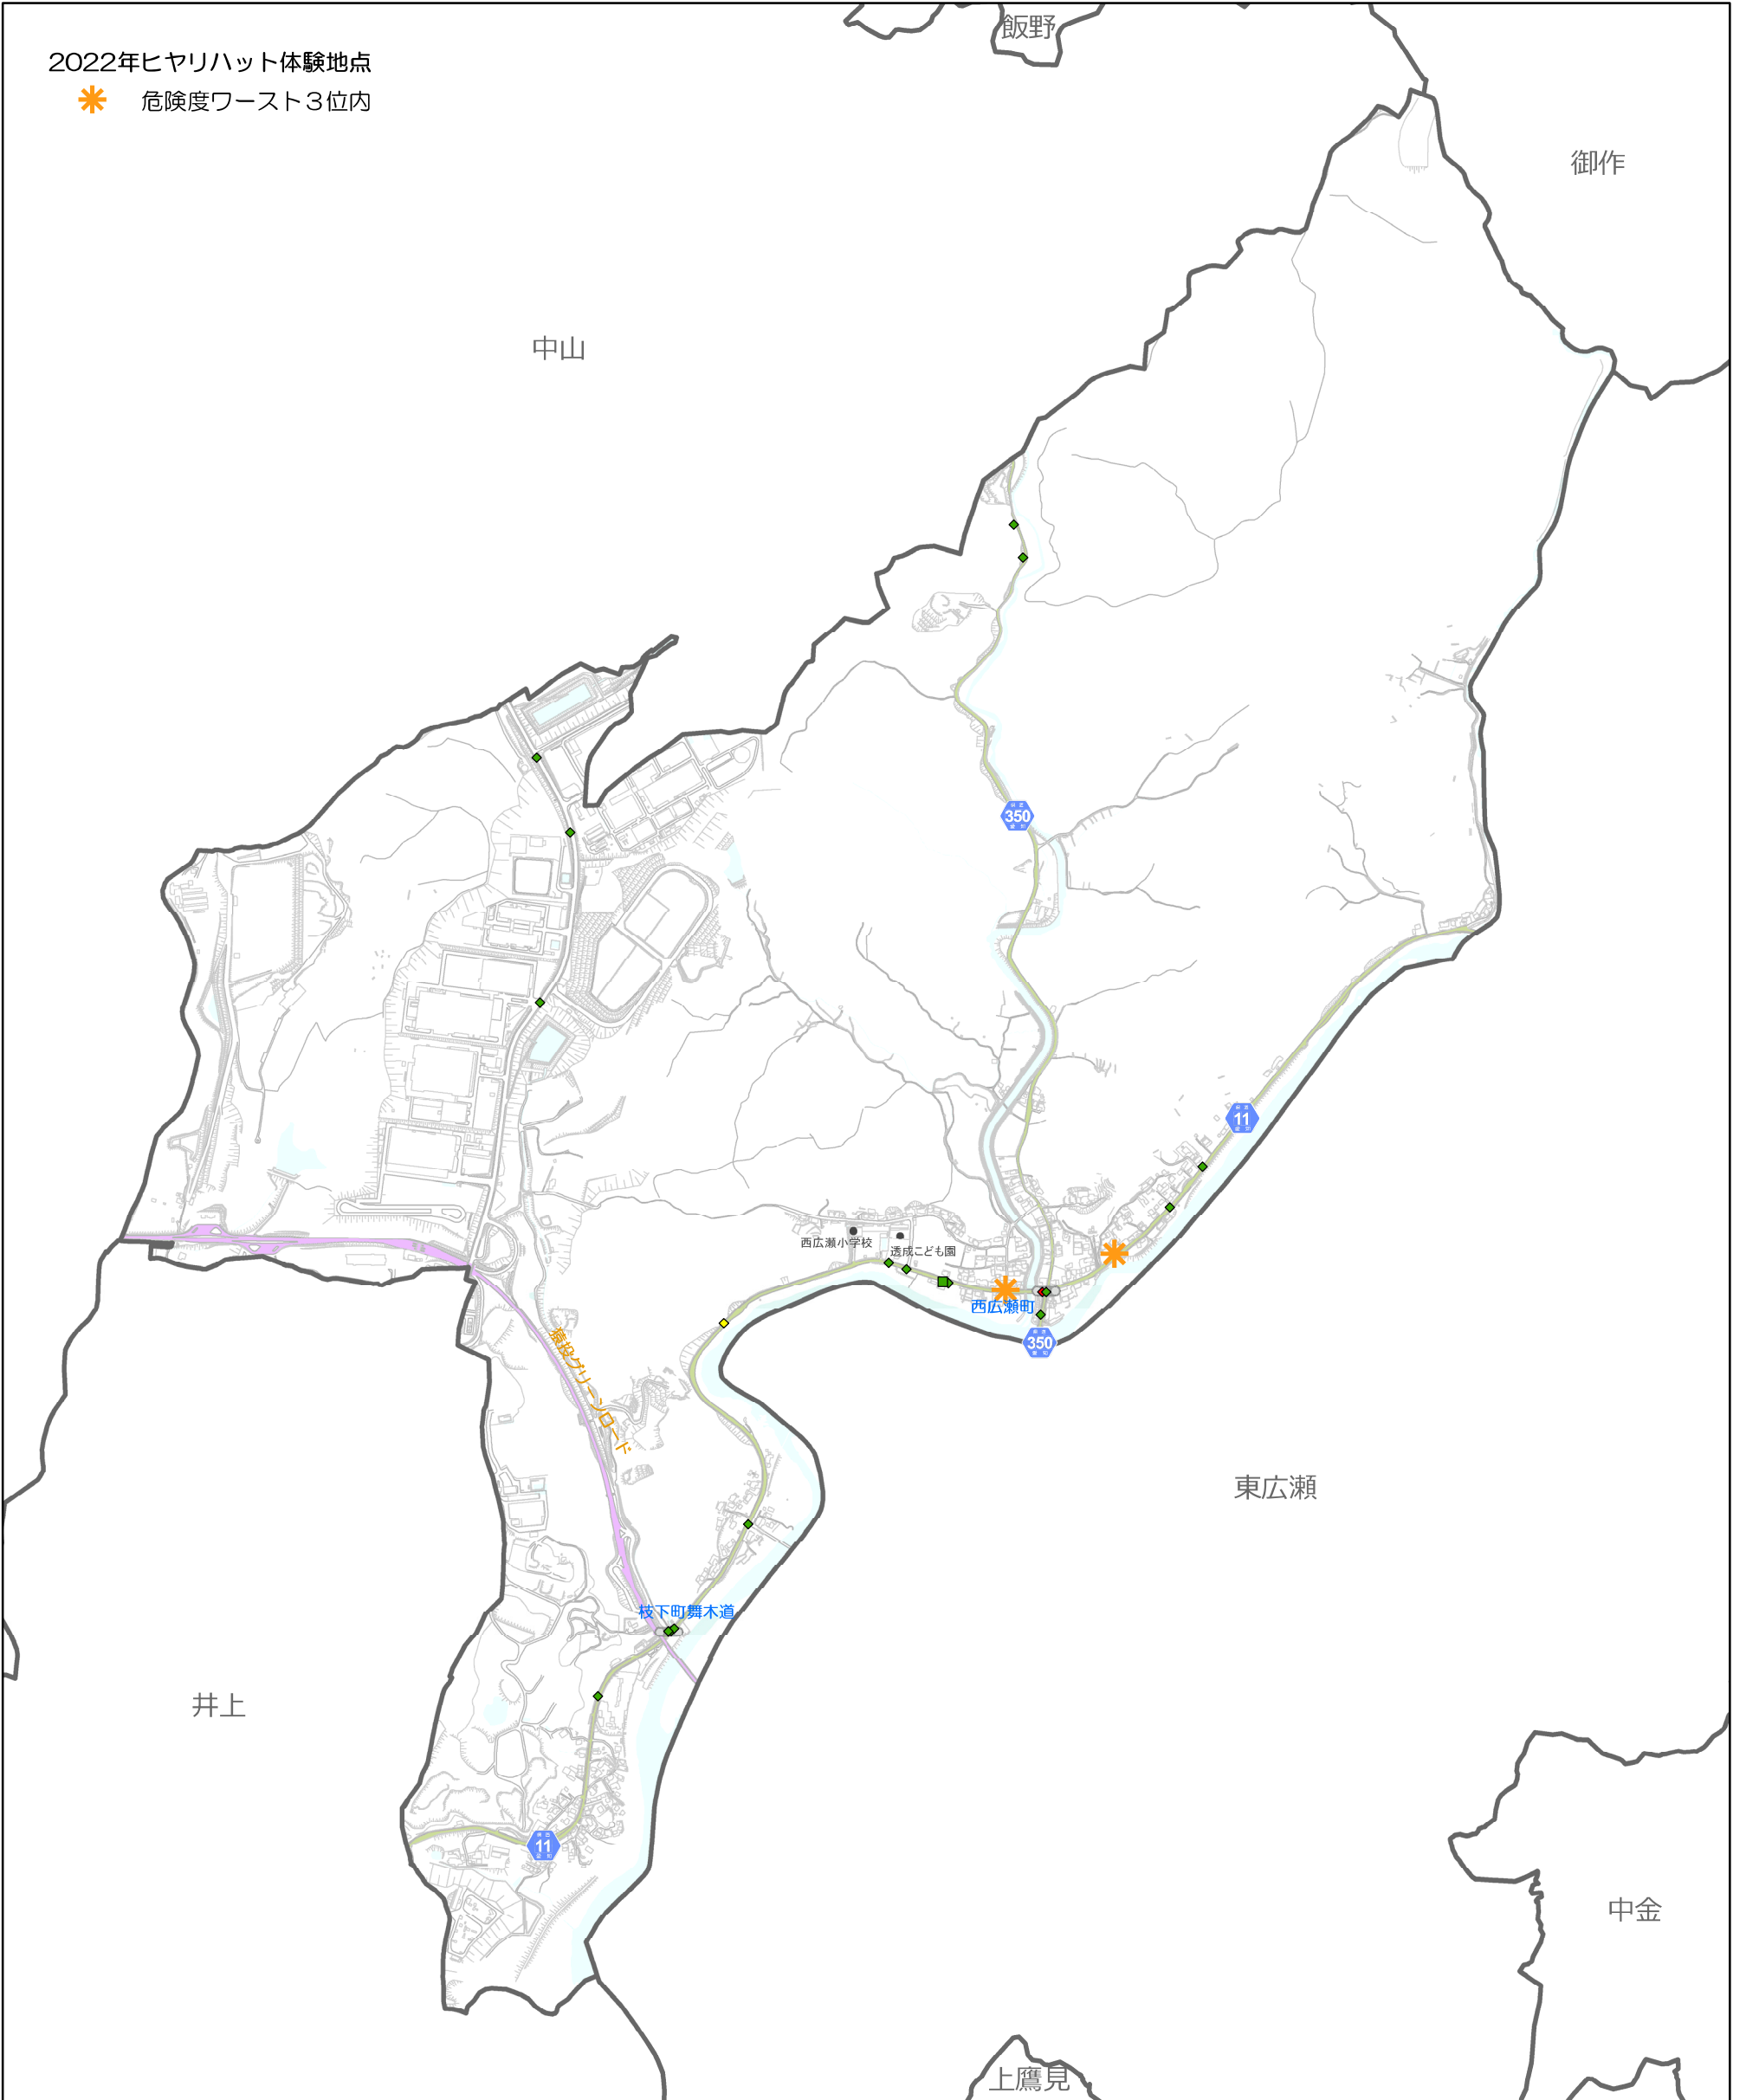 飯野
2022年ヒヤリハット体験地点
危険度ワースト3位内
御作
中山
350
11
西広瀬小学校
透成こども園
西広瀬町
350
猿投グリーンロード
東広瀬
枝下町舞木道
井上
11
中金
上鷹見